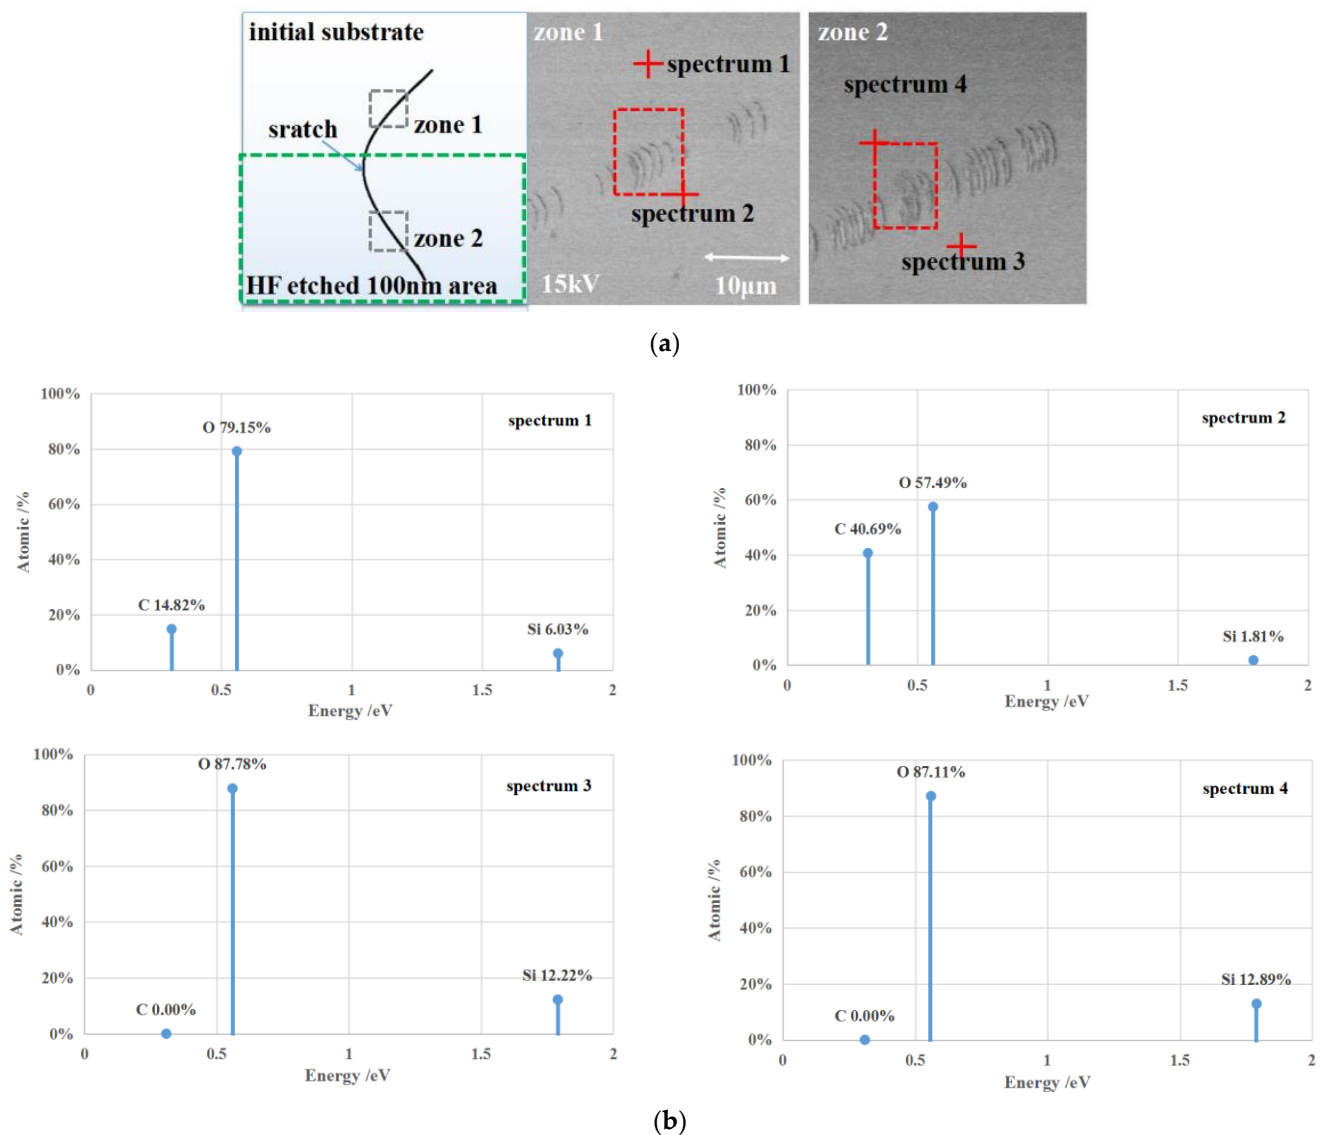 initial substrate
sratch
zone 1
zone 2
HF etched 100nm area
zone 1
spectrum 1
spectrum 2
15kV
10μm
zone 2
spectrum 4
spectrum 3
(a)
100%
80%
60%
40%
20%
0%
Atomic /%
O 79.15%
C 14.82%
Si 6.03%
spectrum 1
0 0.5 1 1.5 2
Energy /eV
100%
80%
60%
40%
20%
0%
Atomic /%
O 57.49%
C 40.69%
Si 1.81%
spectrum 2
0 0.5 1 1.5 2
Energy /eV
100%
80%
60%
40%
20%
0%
Atomic /%
O 87.78%
C 0.00%
Si 12.22%
spectrum 3
0 0.5 1 1.5 2
Energy /eV
100%
80%
60%
40%
20%
0%
Atomic /%
O 87.11%
C 0.00%
Si 12.89%
spectrum 4
0 0.5 1 1.5 2
Energy /eV
(b)